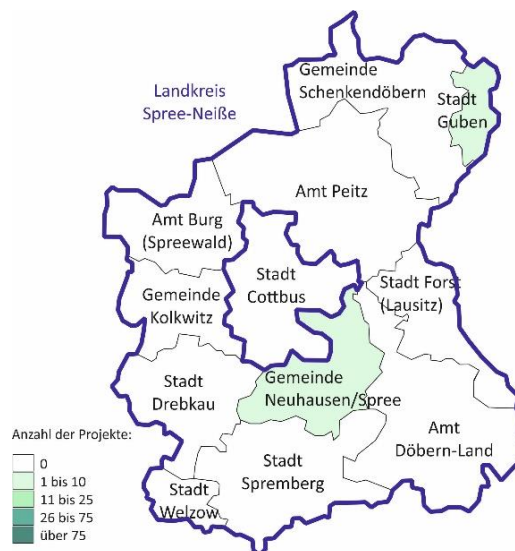 Gemeinde
Schenkendöbern
Landkreis
Spree-Neiße
Stadt
Guben
Amt Peitz
Amt Burg
(Spreewald)
Stadt
Cottbus
Stadt Forst
(Lausitz)
Gemeinde
Kolkwitz
Stadt
Drebkau
Gemeinde
Neuhausen/Spree
Amt
Döbern-Land
Stadt
Spremberg
Stadt
Welzow
Anzahl der Projekte:
0
1 bis 10
11 bis 25
26 bis 75
über 75